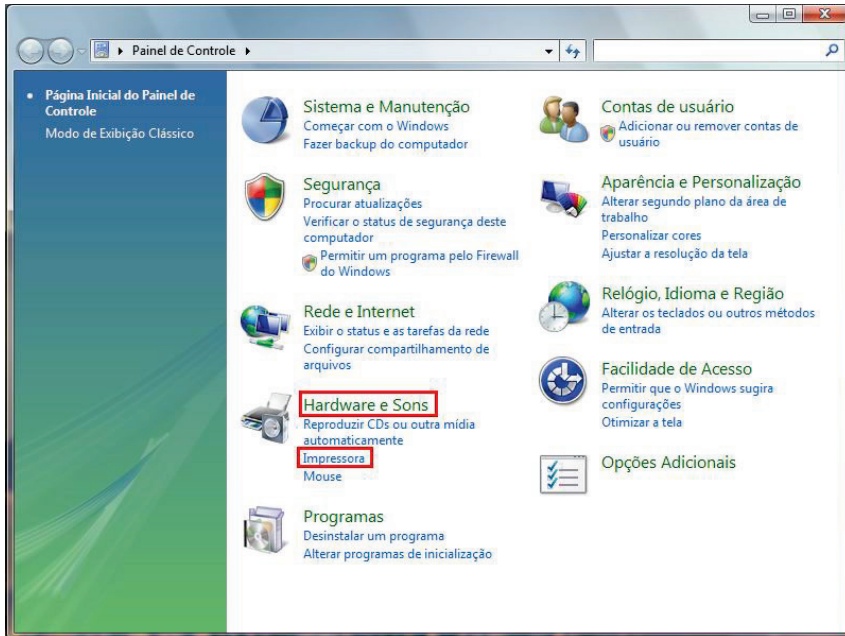 Painel de Controle
Página Inicial do Painel de
Controle
Modo de Exibição Clássico
Sistema e Manutenção
Começar com o Windows
Fazer backup do computador
Segurança
Procurar atualizações
Verificar o status de segurança deste
computador
Permitir um programa pelo Firewall
do Windows
Rede e Internet
Exibir o status e as tarefas da rede
Configurar compartilhamento de
arquivos
Hardware e Sons
Reproduzir CDs ou outra mídia
automaticamente
Impressora
Mouse
Programas
Desinstalar um programa
Alterar programas de inicialização
Contas de usuário
Adicionar ou remover contas de
usuário
Aparência e Personalização
Alterar segundo plano da área de
trabalho
Personalizar cores
Ajustar a resolução da tela
Relógio, Idioma e Região
Alterar os teclados ou outros métodos
de entrada
Facilidade de Acesso
Permitir que o Windows sugira
configurações
Otimizar a tela
Opções Adicionais